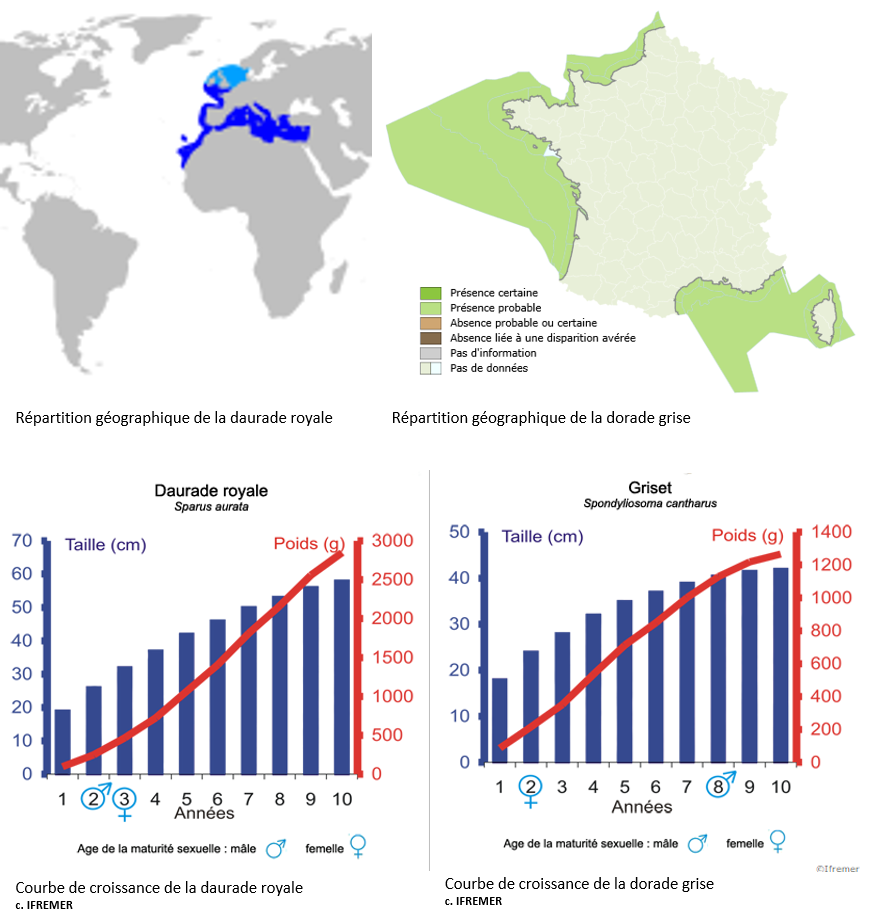 Présence certaine
Présence probable
Absence probable ou certaine
Absence liée à une disparition avérée
Pas d'information
Pas de données
Répartition géographique de la daurade royale
Répartition géographique de la dorade grise
Daurade royale
Sparus aurata
Taille (cm)
Poids (g)
70
60
50
40
30
20
10
0
3000
2500
2000
1500
1000
500
0
1 2 3 4 5 6 7 8 9 10
Années
Age de la maturité sexuelle : mâle ♂ femelle ♀
Courbe de croissance de la daurade royale
c. IFREMER
Griset
Spondyliosoma cantharus
Taille (cm)
Poids (g)
50
40
30
20
10
0
1400
1200
1000
800
600
400
200
0
1 2 3 4 5 6 7 8 9 10
Années
Age de la maturité sexuelle : mâle ♂ femelle ♀
©Ifremer
Courbe de croissance de la dorade grise
c. IFREMER